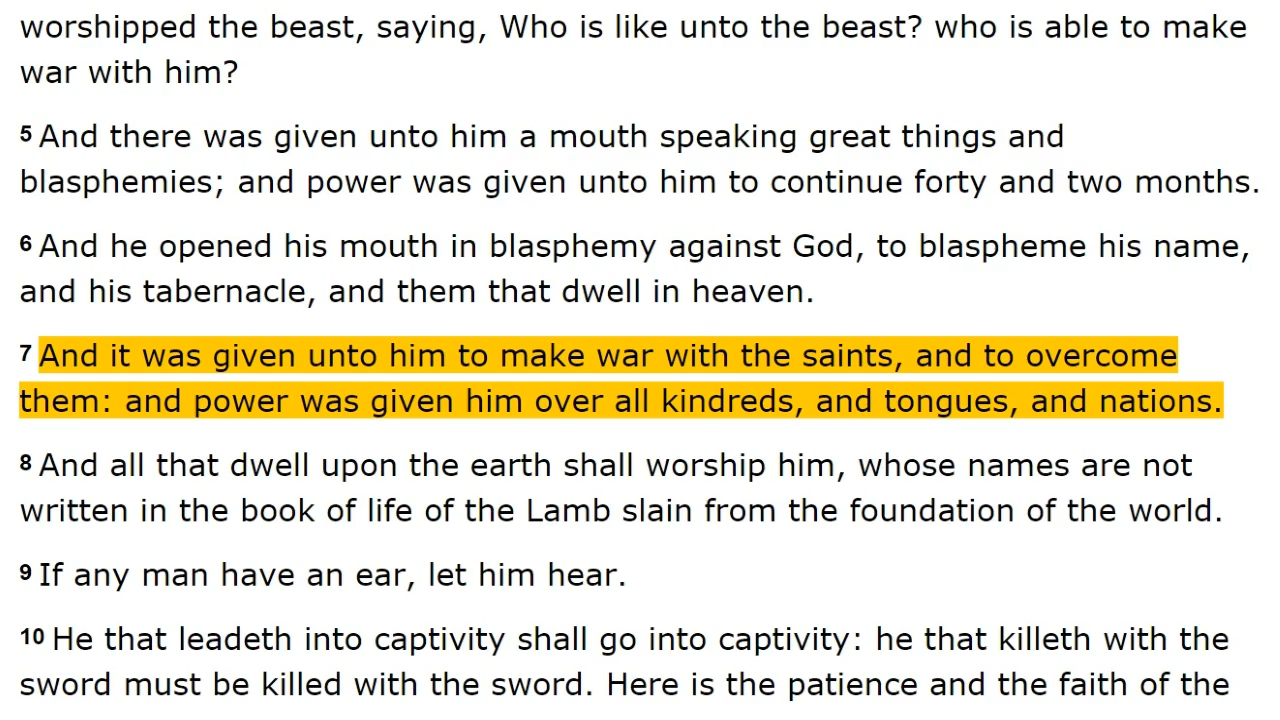 worshipped the beast, saying, Who is like unto the beast? who is able to make
war with him?
5 And there was given unto him a mouth speaking great things and
blasphemies; and power was given unto him to continue forty and two months.
6 And he opened his mouth in blasphemy against God, to blaspheme his name,
and his tabernacle, and them that dwell in heaven.
7 And it was given unto him to make war with the saints, and to overcome
them: and power was given him over all kindreds, and tongues, and nations.
8 And all that dwell upon the earth shall worship him, whose names are not
written in the book of life of the Lamb slain from the foundation of the world.
9 If any man have an ear, let him hear.
10 He that leadeth into captivity shall go into captivity: he that killeth with the
sword must be killed with the sword. Here is the patience and the faith of the